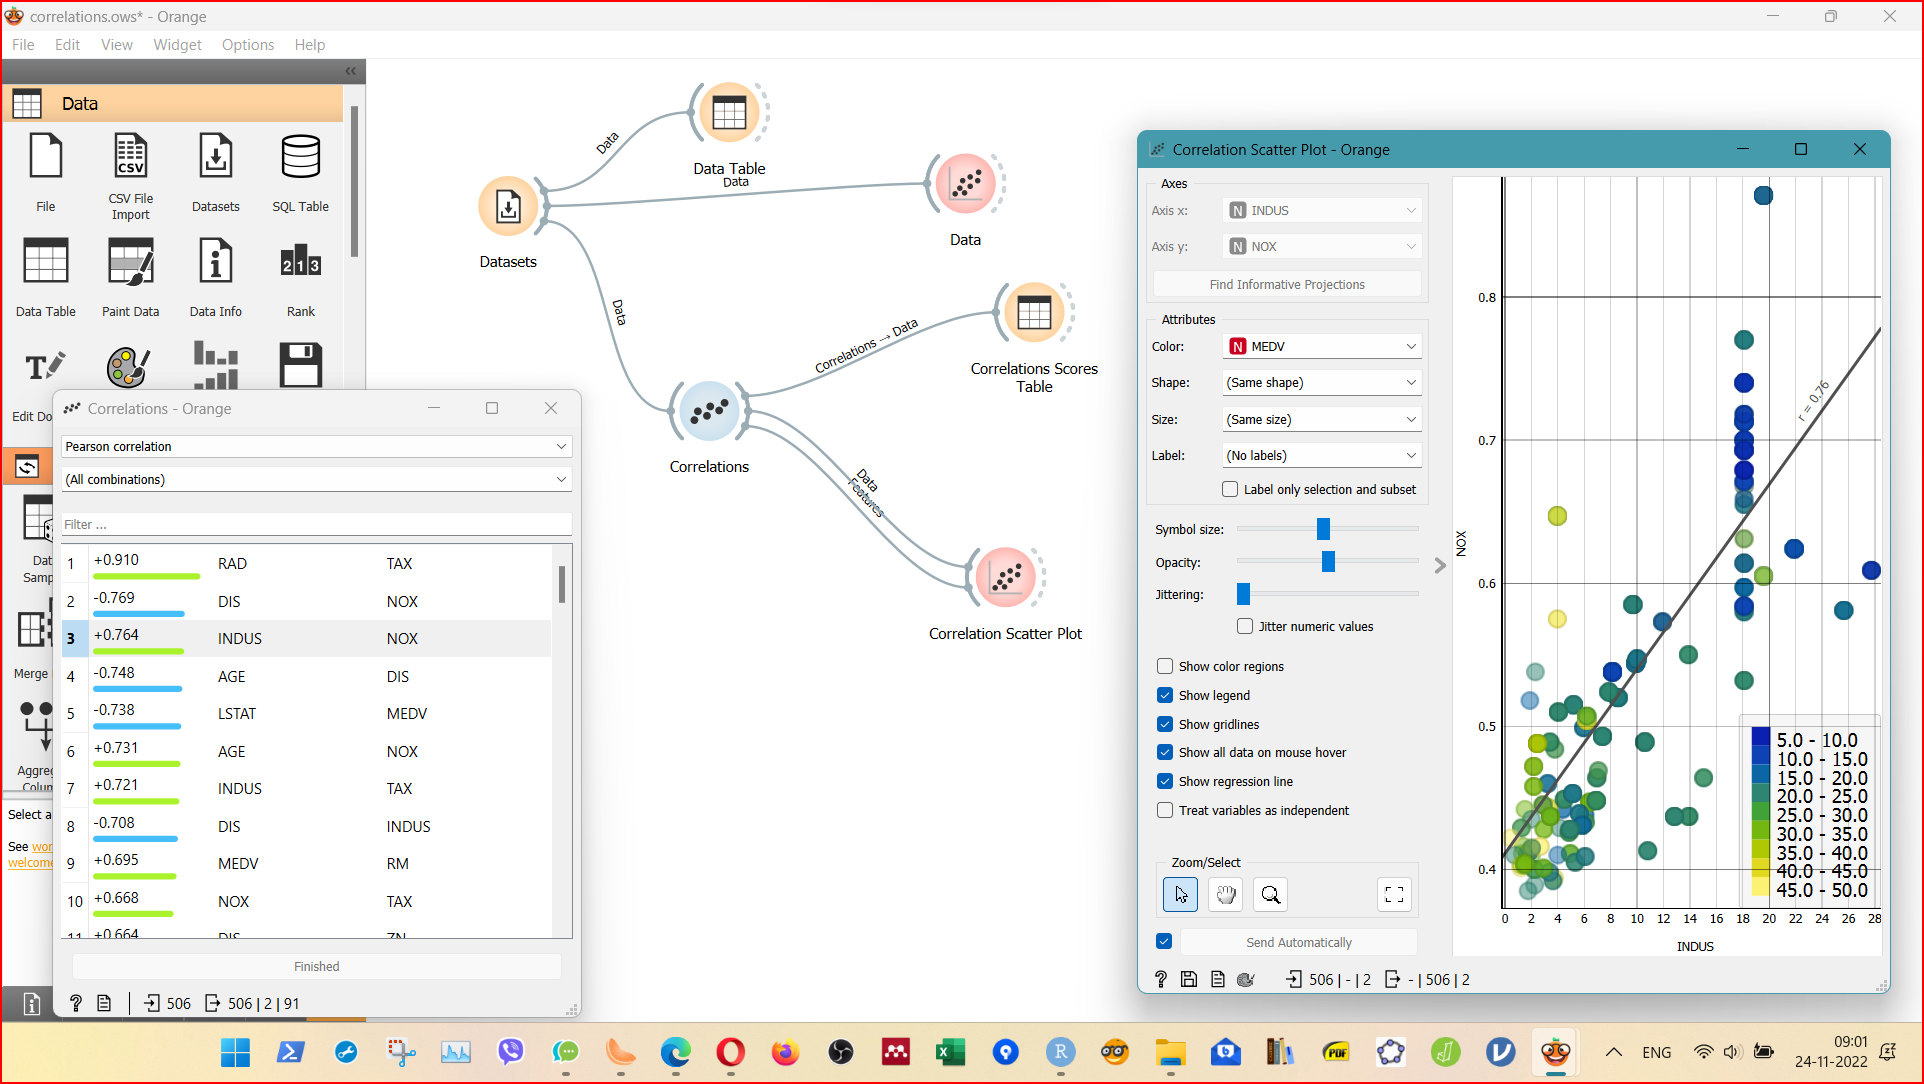 correlations.ows* - Orange
File Edit View Widget Options Help
Data
File
CSV File Import
Datasets
SQL Table
Data Table
Paint Data
Data Info
Rank
Edit Do
Dat
Samp
Merge
Aggreg
Colum
Select a
See wor
welcome
Data
Data Table
Data
Data
Datasets
Data
Correlations → Data
Correlations Scores
Table
Correlations
Data
Features
Correlation Scatter Plot
Correlations - Orange
Pearson correlation
(All combinations)
Filter ...
1 +0.910 RAD TAX
2 -0.769 DIS NOX
3 +0.764 INDUS NOX
4 -0.748 AGE DIS
5 -0.738 LSTAT MEDV
6 +0.731 AGE NOX
7 +0.721 INDUS TAX
8 -0.708 DIS INDUS
9 +0.695 MEDV RM
10 +0.668 NOX TAX
11 +0.664 DIS ZN
Finished
? 506 506 | 2 | 91
Correlation Scatter Plot - Orange
Axes
Axis x: N INDUS
Axis y: N NOX
Find Informative Projections
Attributes
Color: N MEDV
Shape: (Same shape)
Size: (Same size)
Label: (No labels)
Label only selection and subset
Symbol size:
Opacity:
Jittering:
Jitter numeric values
Show color regions
Show legend
Show gridlines
Show all data on mouse hover
Show regression line
Treat variables as independent
Zoom/Select
Send Automatically
? 506 | - | 2 - | 506 | 2
0.8
0.7
0.6
0.5
0.4
NOX
r = 0.76
5.0 - 10.0
10.0 - 15.0
15.0 - 20.0
20.0 - 25.0
25.0 - 30.0
30.0 - 35.0
35.0 - 40.0
40.0 - 45.0
45.0 - 50.0
0 2 4 6 8 10 12 14 16 18 20 22 24 26 28
INDUS
ENG
09:01
24-11-2022